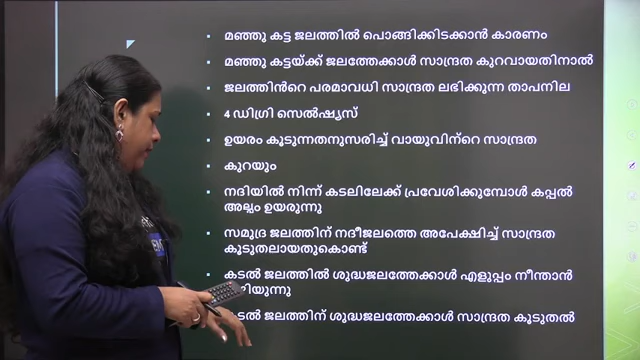 മഞ്ഞു കട്ട ജലത്തിൽ പൊങ്ങിക്കിടക്കാൻ കാരണം
മഞ്ഞു കട്ടയ്ക്ക് ജലത്തേക്കാൾ സാന്ദ്രത കുറവായതിനാൽ
ജലത്തിൻറെ പരമാവധി സാന്ദ്രത ലഭിക്കുന്ന താപനില
4 ഡിഗ്രി സെൽഷ്യസ്
ഉയരം കൂടുന്നതനുസരിച്ച് വായുവിന്റെ സാന്ദ്രത
കുറയും
നദിയിൽ നിന്ന് കടലിലേക്ക് പ്രവേശിക്കുമ്പോൾ കപ്പൽ
അല്പം ഉയരുന്നു
സമുദ്ര ജലത്തിന് നദീജലത്തെ അപേക്ഷിച്ച് സാന്ദ്രത
കൂടുതലായതുകൊണ്ട്
കടൽ ജലത്തിൽ ശുദ്ധജലത്തേക്കാൾ എളുപ്പം നീന്താൻ
കടൽ ജലത്തിന് ശുദ്ധജലത്തേക്കാൾ സാന്ദ്രത കൂടുതൽ